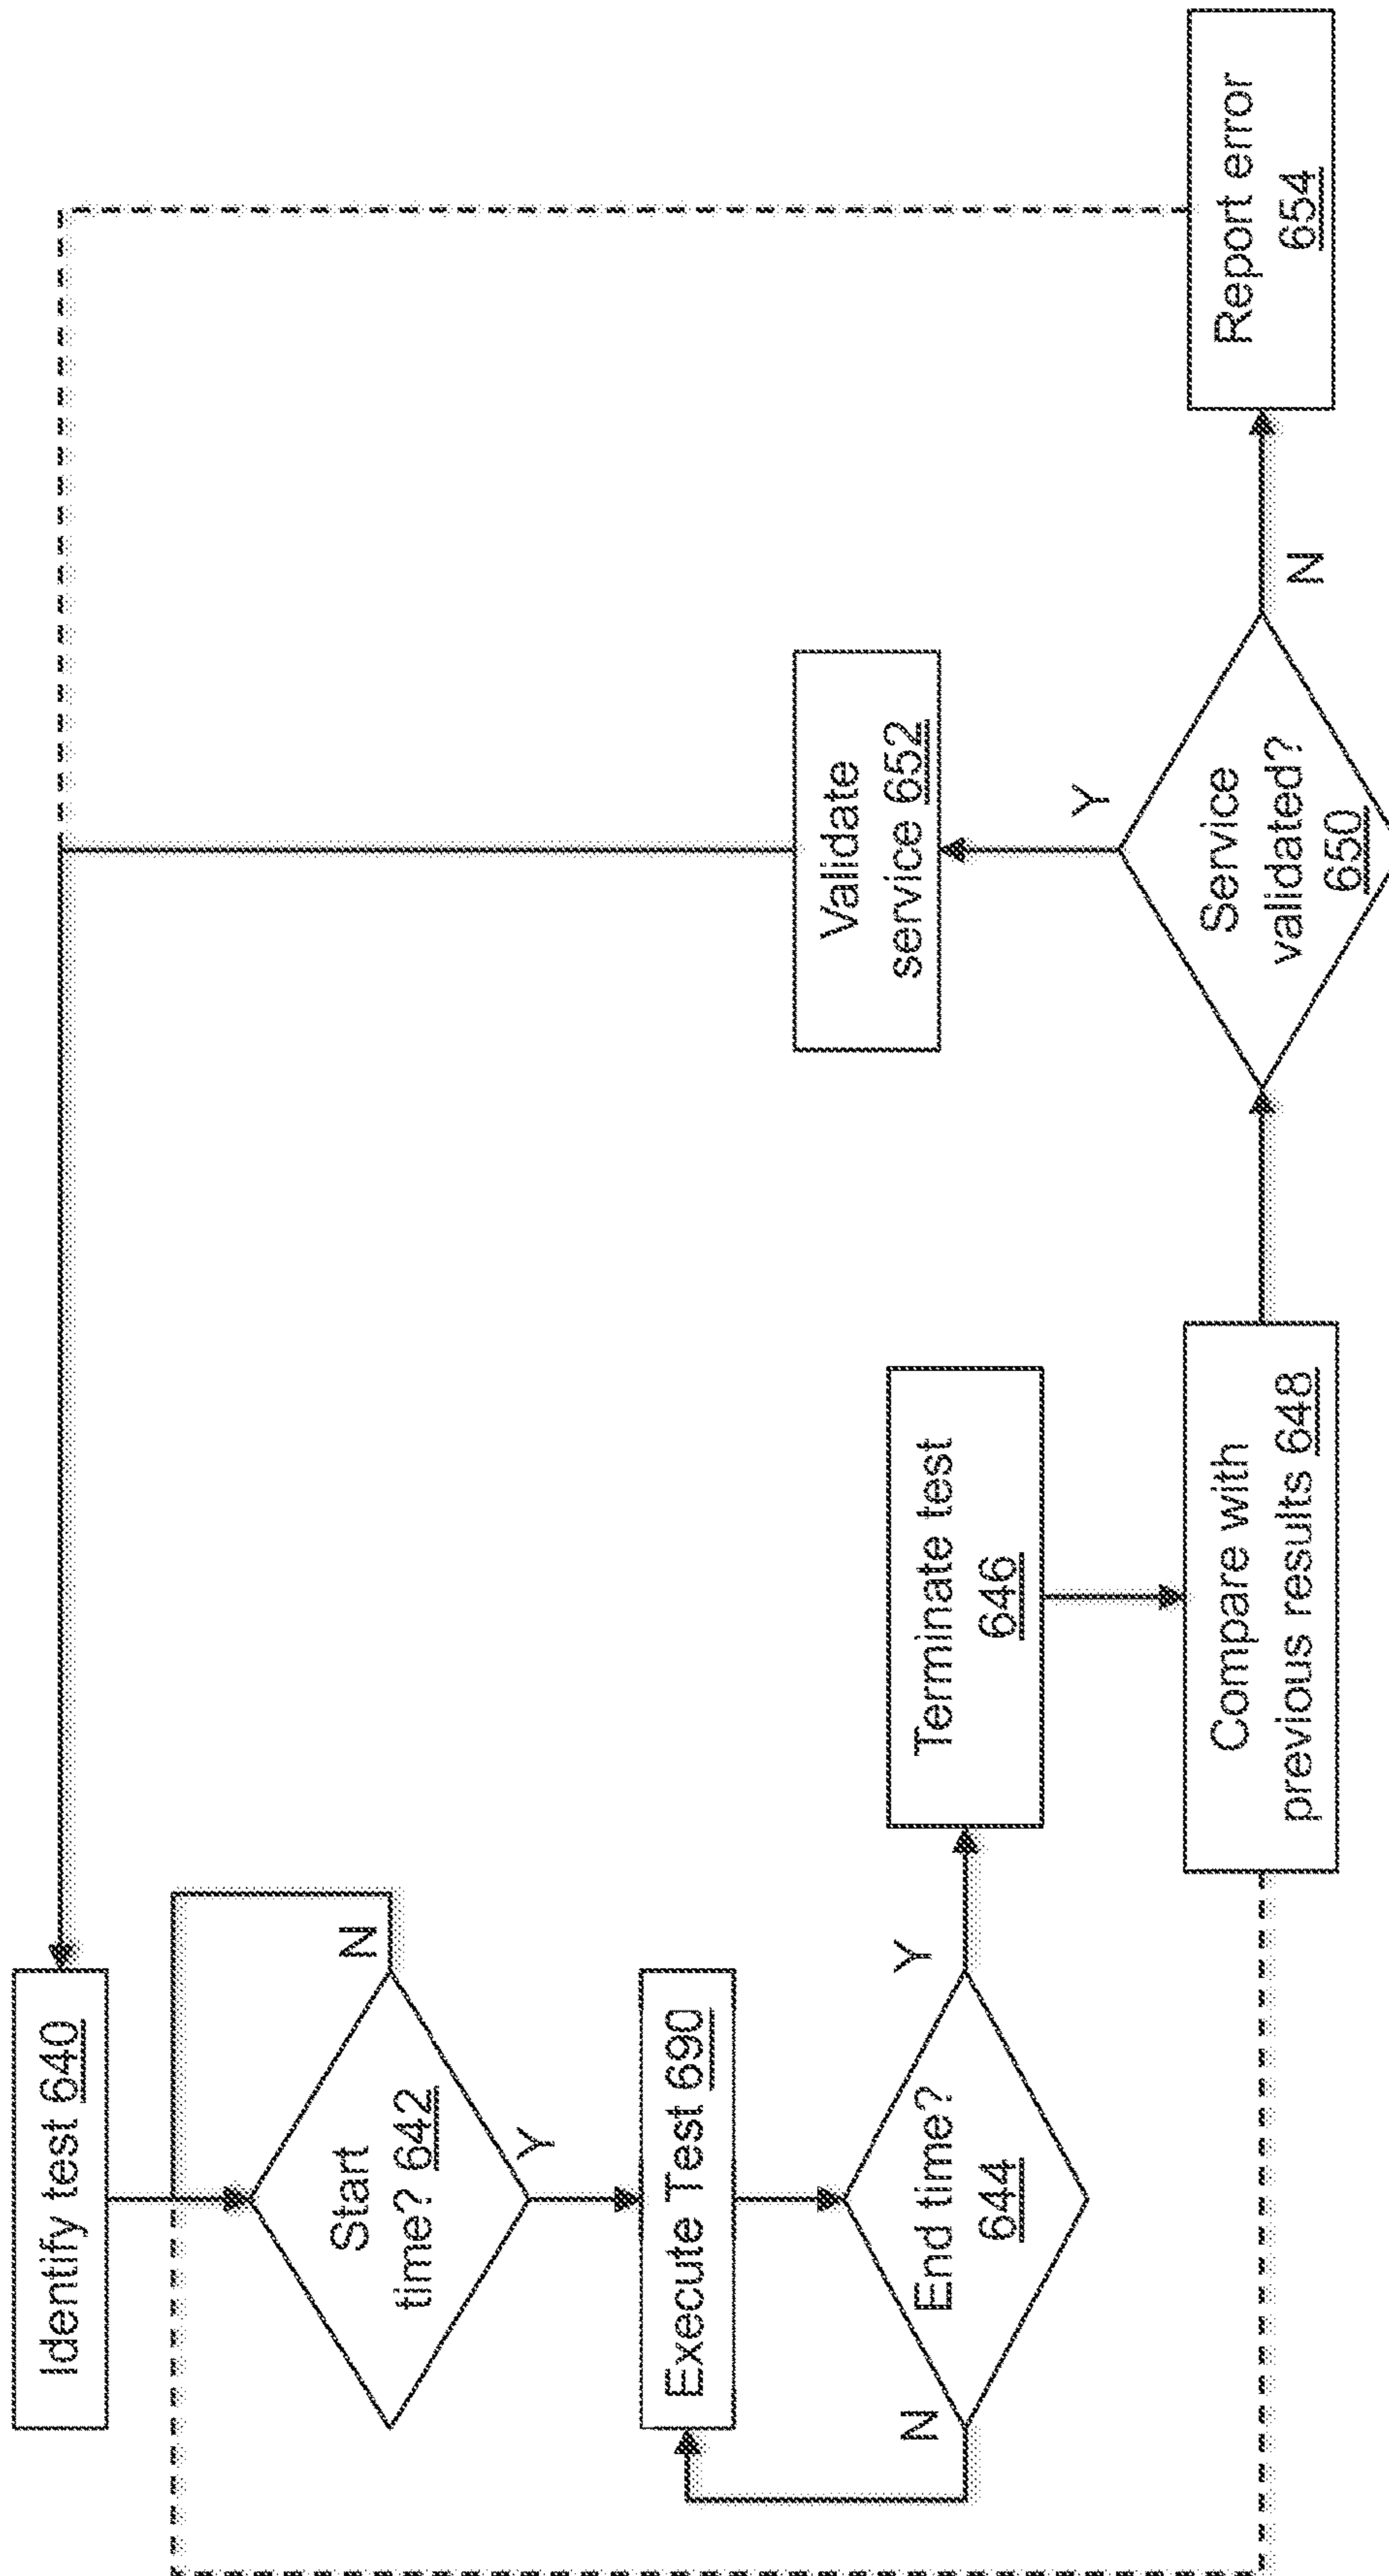 Identify test 640
Start
time? 642
N
Y
Execute Test 690
End time?
644
N
Y
Terminate test
646
Compare with
previous results 648
Service
validated?
650
Y
N
Validate
service 652
Report error
654